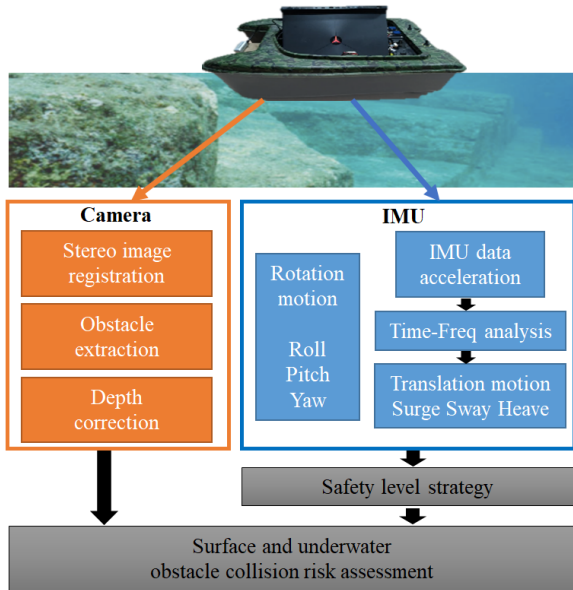 Camera
Stereo image
registration
Obstacle
extraction
Depth
correction
IMU
Rotation
motion
Roll
Pitch
Yaw
IMU data
acceleration
Time-Freq analysis
Translation motion
Surge Sway Heave
Safety level strategy
Surface and underwater
obstacle collision risk assessment